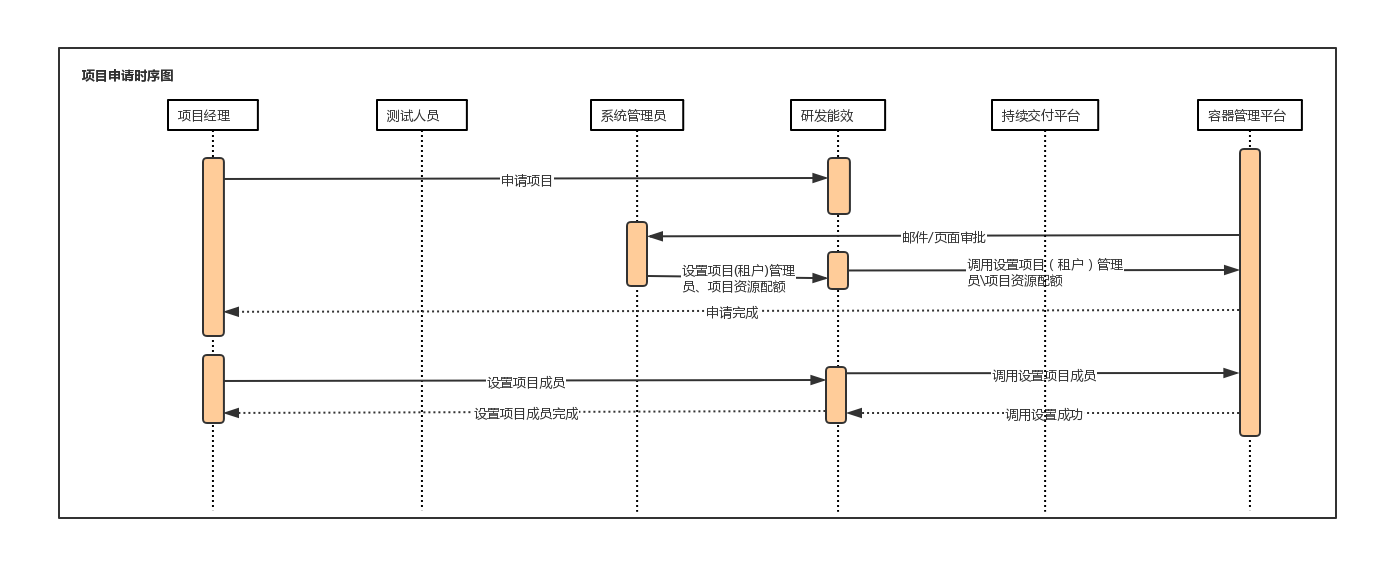 项目申请时序图
项目经理
测试人员
系统管理员
研发能效
持续交付平台
容器管理平台
申请项目
邮件/页面审批
设置项目(租户)管理
员、项目资源配额
调用设置项目（租户）管理
员\项目资源配额
申请完成
设置项目成员
调用设置项目成员
设置项目成员完成
调用设置成功